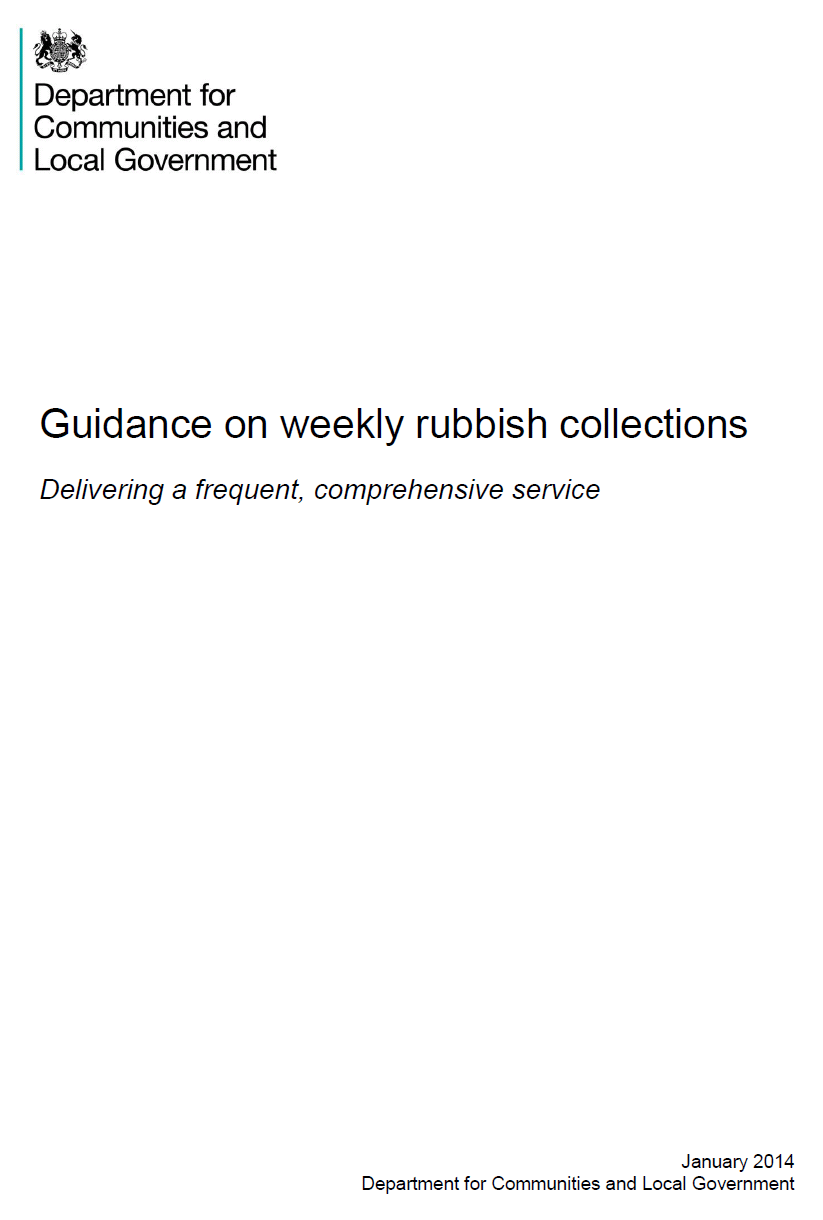 Department for
Communities and
Local Government
Guidance on weekly rubbish collections
Delivering a frequent, comprehensive service
January 2014
Department for Communities and Local Government